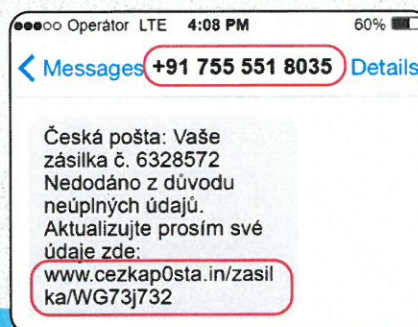 Operátor LTE 4:08 PM 60%
Messages +91 755 551 8035 Details
Česká pošta: Vaše
zásilka č. 6328572
Nedodáno z důvodu
neúplných údajů.
Aktualizujte prosím své
údaje zde:
www.cezkap0sta.in/zasil
ka/WG73j732